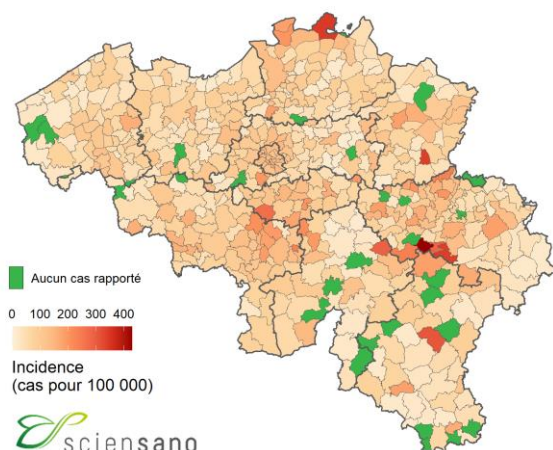 Aucun cas rapporté
0 100 200 300 400
Incidence
(cas pour 100 000)
sciensano